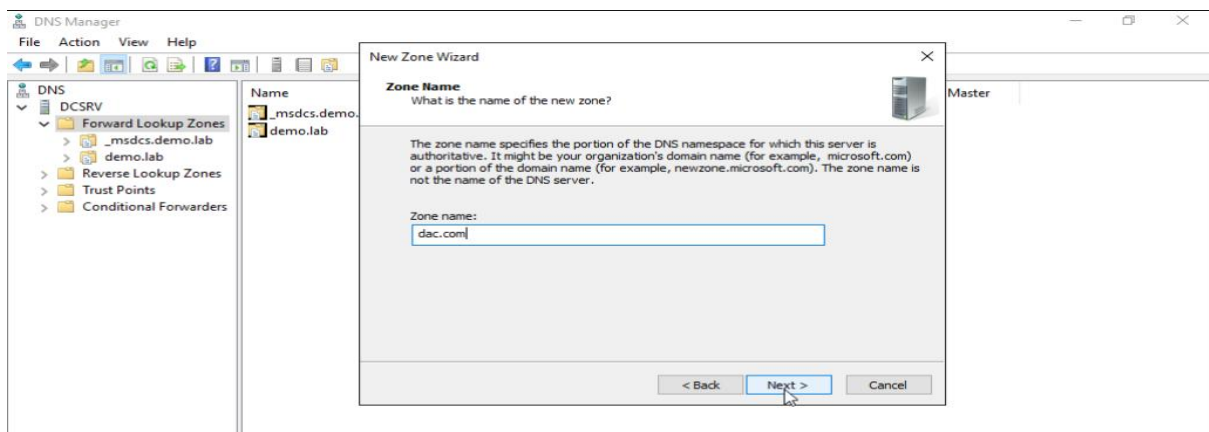 DNS Manager
File Action View Help
DNS
DCSRV
Forward Lookup Zones
_msdcs.demo.lab
demo.lab
Reverse Lookup Zones
Trust Points
Conditional Forwarders
Name
_msdcs.demo.
demo.lab
Master
New Zone Wizard
Zone Name
What is the name of the new zone?
The zone name specifies the portion of the DNS namespace for which this server is
authoritative. It might be your organization's domain name (for example, microsoft.com)
or a portion of the domain name (for example, newzone.microsoft.com). The zone name is
not the name of the DNS server.
Zone name:
dac.com
< Back Next > Cancel